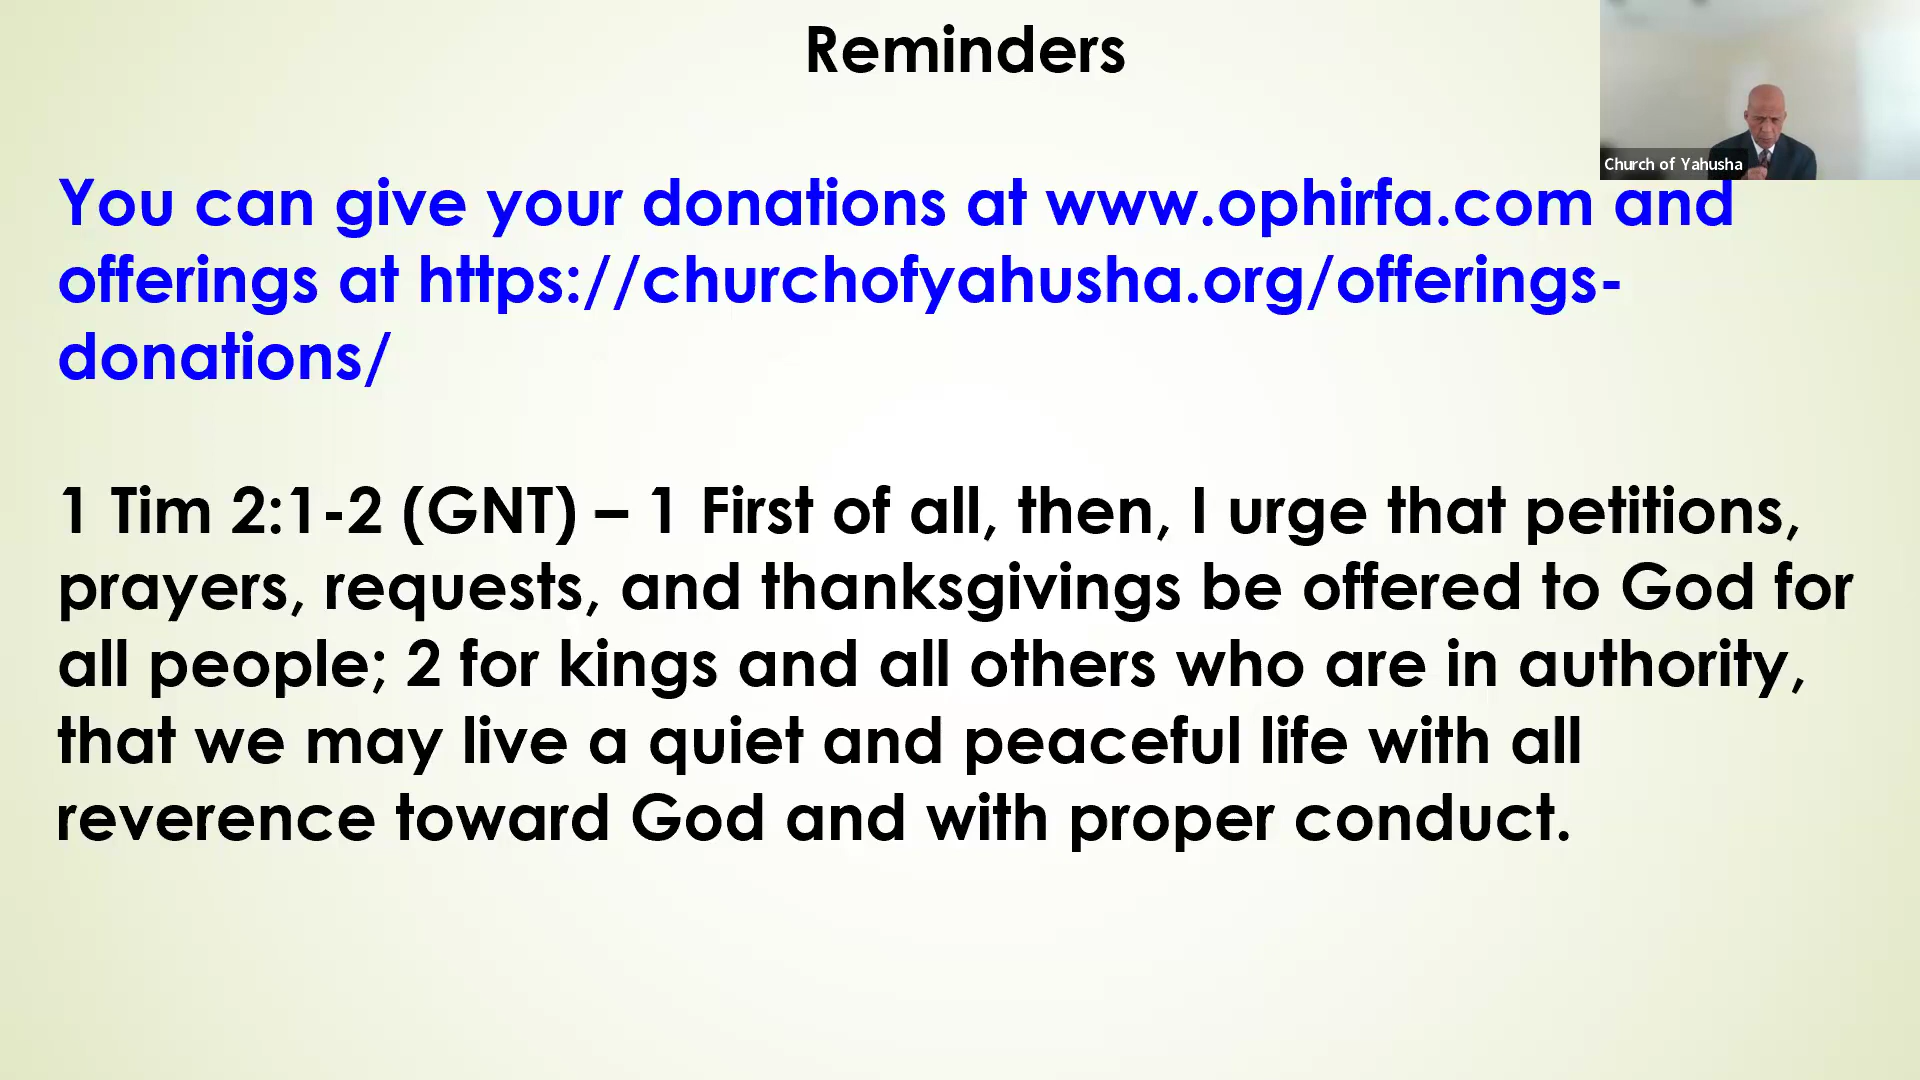 Reminders
Church of Yahusha
You can give your donations at www.ophirfa.com and
offerings at https://churchofyahusha.org/offerings-
donations/
1 Tim 2:1-2 (GNT) – 1 First of all, then, I urge that petitions,
prayers, requests, and thanksgivings be offered to God for
all people; 2 for kings and all others who are in authority,
that we may live a quiet and peaceful life with all
reverence toward God and with proper conduct.